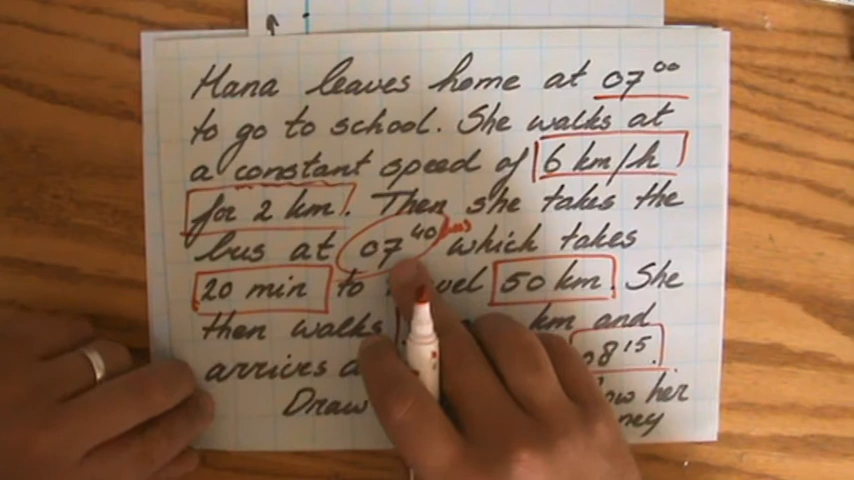 Hana leaves home at 07⁰⁰
to go to school. She walks at
a constant speed of 6 km/h
for 2 km. Then she takes the
bus at 07⁴⁰ which takes
20 min to 50 km. She
then walks km and
arrives
Draw her